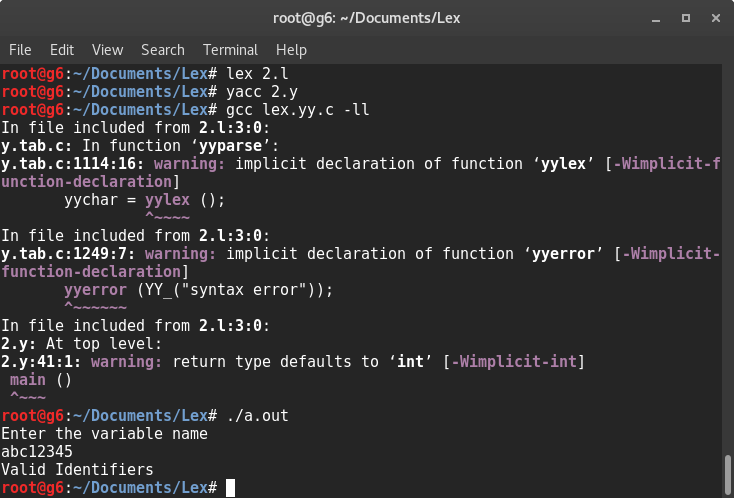 root@g6: ~/Documents/Lex
File Edit View Search Terminal Help
root@g6:~/Documents/Lex# lex 2.l
root@g6:~/Documents/Lex# yacc 2.y
root@g6:~/Documents/Lex# gcc lex.yy.c -ll
In file included from 2.l:3:0:
y.tab.c: In function ‘yyparse’:
y.tab.c:1114:16: warning: implicit declaration of function ‘yylex’ [-Wimplicit-f
unction-declaration]
       yychar = yylex ();
                ^~~~~
In file included from 2.l:3:0:
y.tab.c:1249:7: warning: implicit declaration of function ‘yyerror’ [-Wimplicit-
function-declaration]
       yyerror (YY_("syntax error"));
       ^~~~~~~
In file included from 2.l:3:0:
2.y: At top level:
2.y:41:1: warning: return type defaults to ‘int’ [-Wimplicit-int]
 main ()
 ^~~~
root@g6:~/Documents/Lex# ./a.out
Enter the variable name
abc12345
Valid Identifiers
root@g6:~/Documents/Lex#